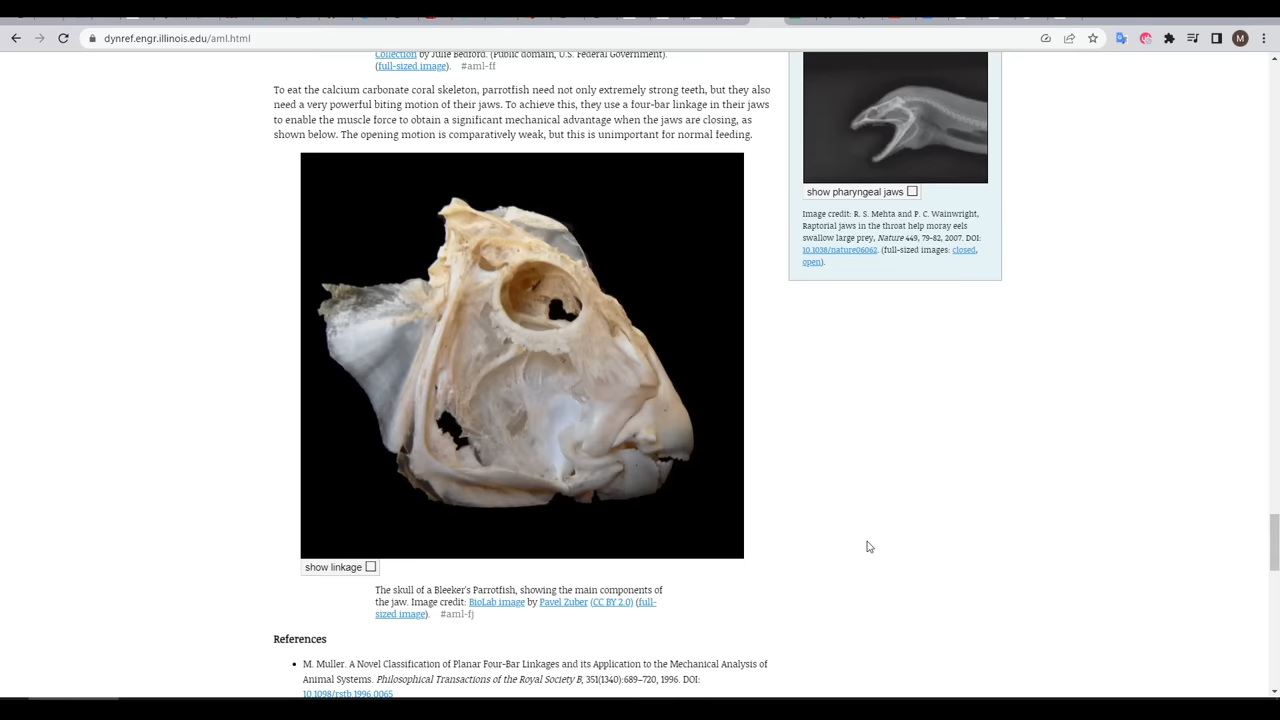 dynref.engr.illinois.edu/aml.html
M
Collection by Julie Bedford. (Public domain, U.S. Federal Government).
(full-sized image). #aml-ff
To eat the calcium carbonate coral skeleton, parrotfish need not only extremely strong teeth, but they also
need a very powerful biting motion of their jaws. To achieve this, they use a four-bar linkage in their jaws
to enable the muscle force to obtain a significant mechanical advantage when the jaws are closing, as
shown below. The opening motion is comparatively weak, but this is unimportant for normal feeding.
show linkage
The skull of a Bleeker's Parrotfish, showing the main components of
the jaw. Image credit: BioLab image by Pavel Zuber (CC BY 2.0) (full-
sized image). #aml-fj
References
• M. Muller. A Novel Classification of Planar Four-Bar Linkages and its Application to the Mechanical Analysis of
Animal Systems. Philosophical Transactions of the Royal Society B, 351(1340):689–720, 1996. DOI:
10.1098/rstb.1996.0065
show pharyngeal jaws
Image credit: R. S. Mehta and P. C. Wainwright,
Raptorial jaws in the throat help moray eels
swallow large prey, Nature 449, 79-82, 2007. DOI:
10.1038/nature06062. (full-sized images: closed,
open).